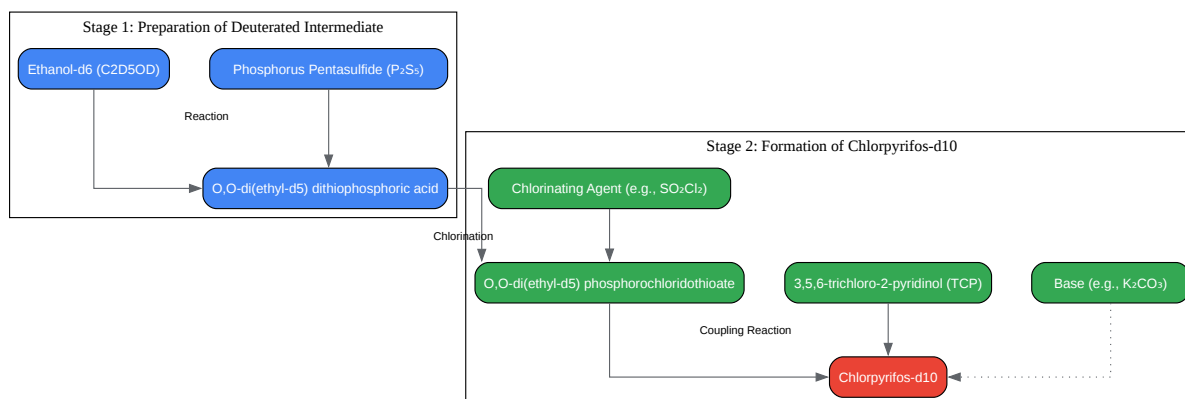 Stage 1: Preparation of Deuterated Intermediate
Ethanol-d6 (C2D5OD)
Phosphorus Pentasulfide (P₂S₅)
Reaction
O,O-di(ethyl-d5) dithiophosphoric acid
Stage 2: Formation of Chlorpyrifos-d10
Chlorinating Agent (e.g., SO₂Cl₂)
Chlorination
O,O-di(ethyl-d5) phosphorochloridothioate
3,5,6-trichloro-2-pyridinol (TCP)
Base (e.g., K₂CO₃)
Coupling Reaction
Chlorpyrifos-d10